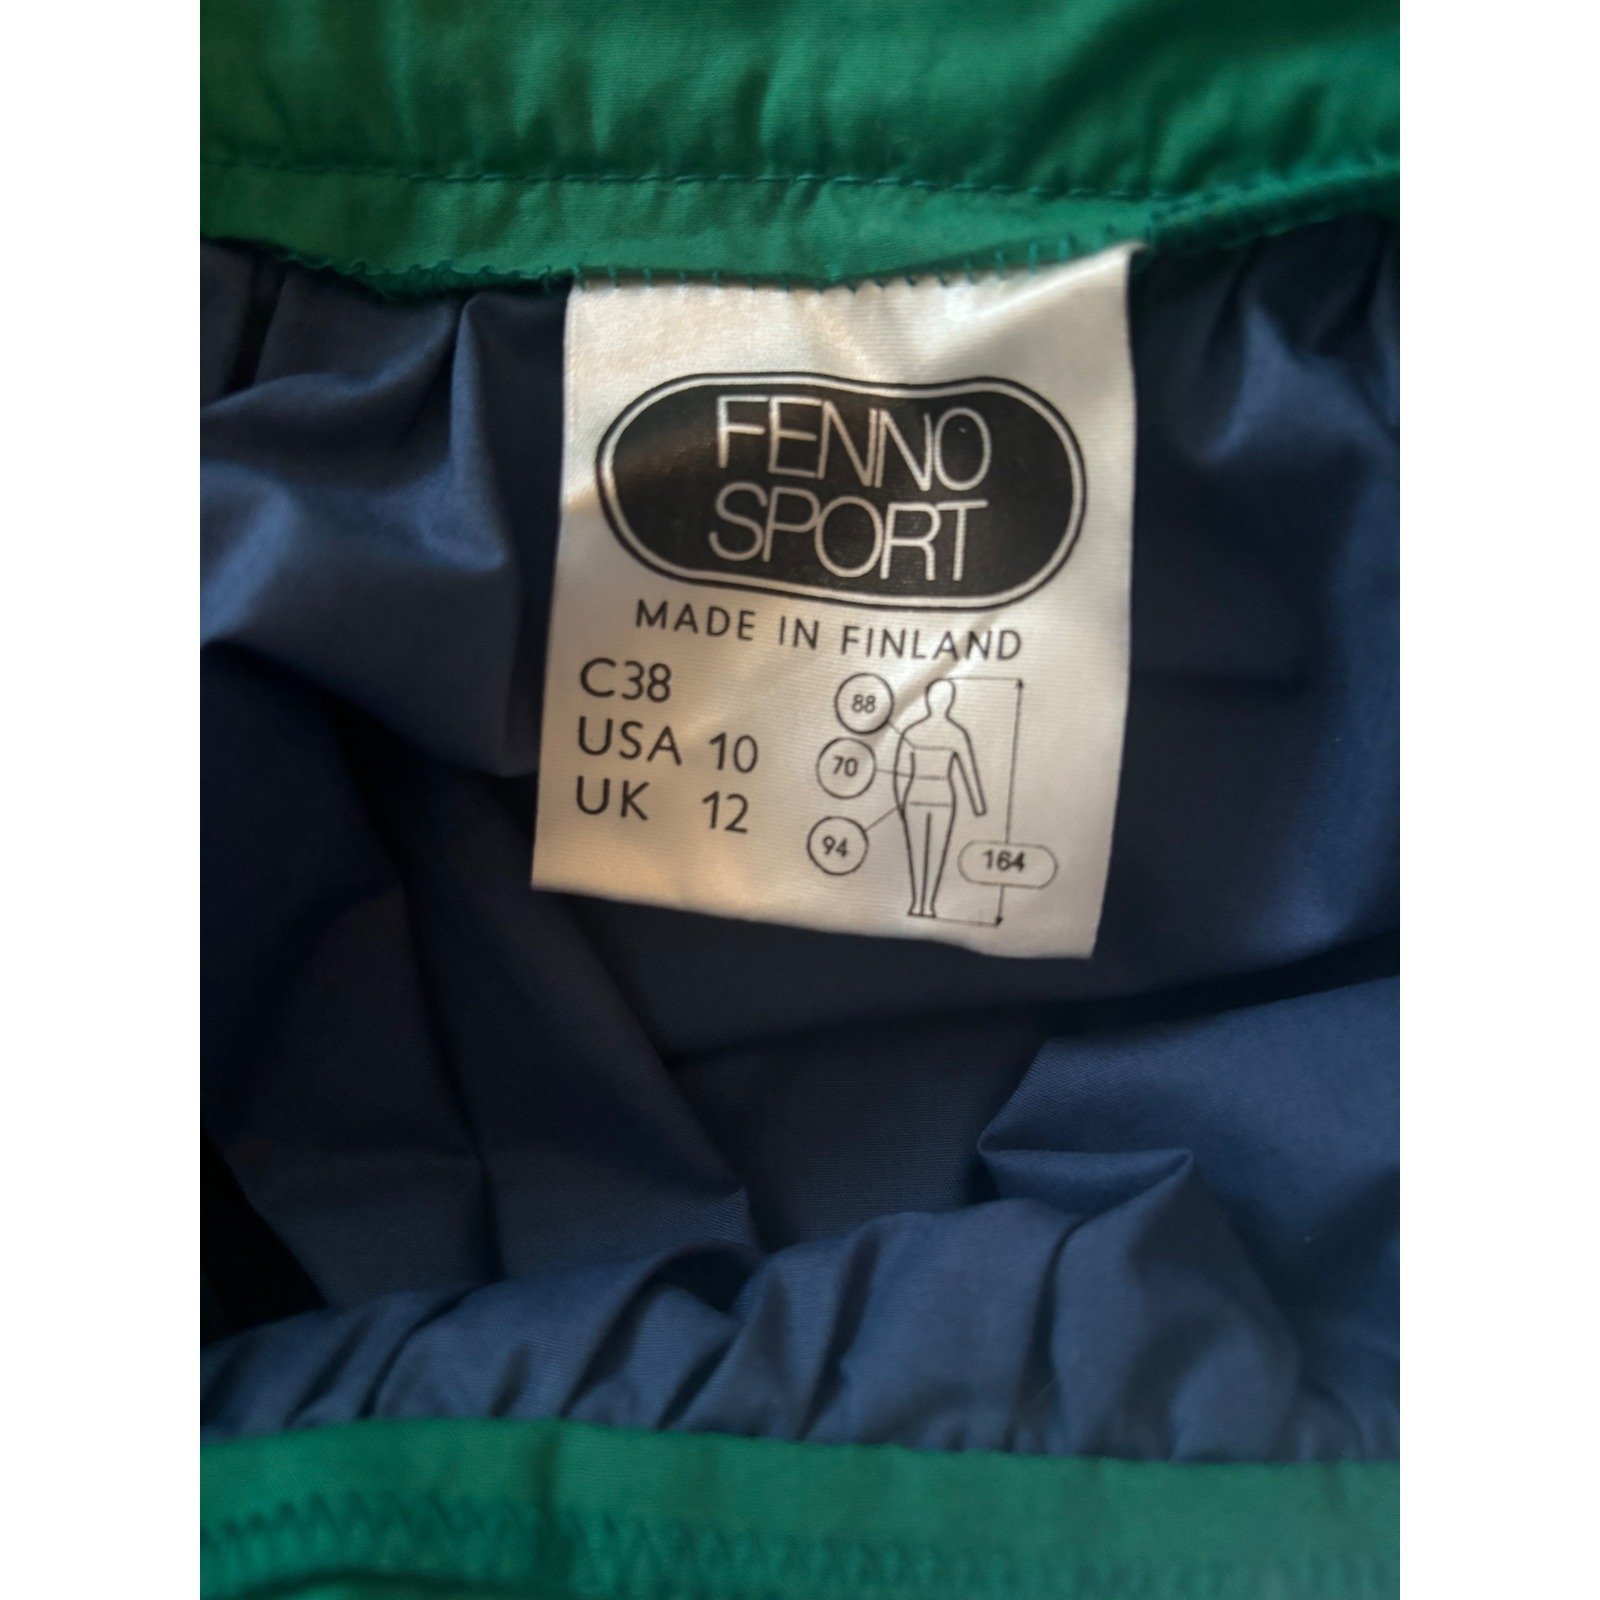 FENNO
SPORT
MADE IN FINLAND
C38
USA 10
UK 12
88
70
94
164